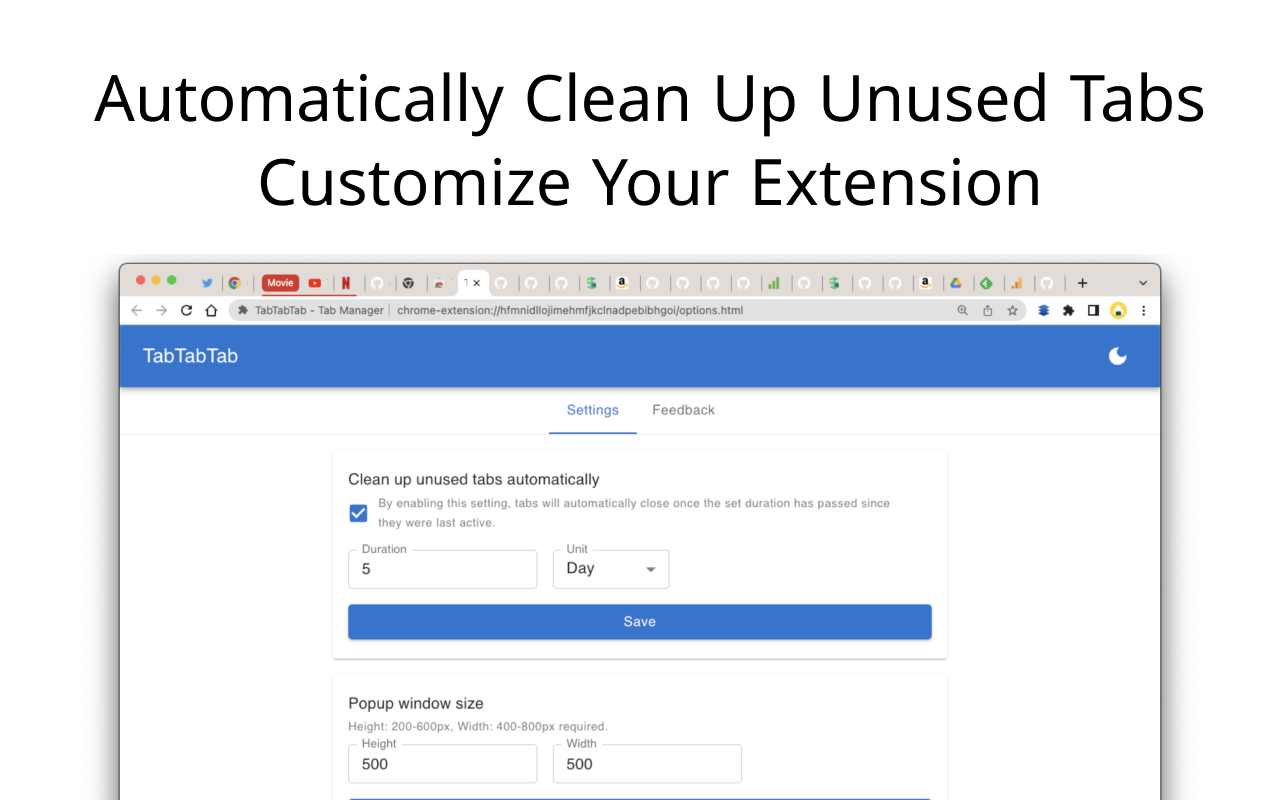 Automatically Clean Up Unused Tabs
Customize Your Extension
Movie
TabTabTab - Tab Manager | chrome-extension://hfmnidllojimehmfjkclnadpebibhgoi/options.html
TabTabTab
Settings Feedback
Clean up unused tabs automatically
By enabling this setting, tabs will automatically close once the set duration has passed since
they were last active.
Duration Unit
5 Day
Save
Popup window size
Height: 200-600px, Width: 400-800px required.
Height Width
500 500